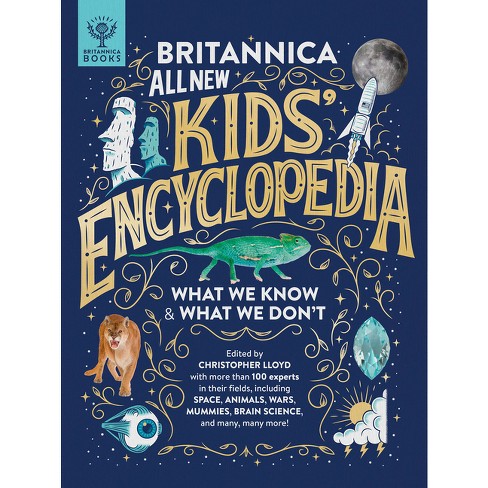 BRITANNICA
BOOKS
BRITANNICA
ALL NEW
KIDS'
ENCYCLOPEDIA
WHAT WE KNOW
& WHAT WE DON'T
Edited by
CHRISTOPHER LLOYD
with more than 100 experts
in their fields, including
SPACE, ANIMALS, WARS,
MUMMIES, BRAIN SCIENCE,
and many, many more!